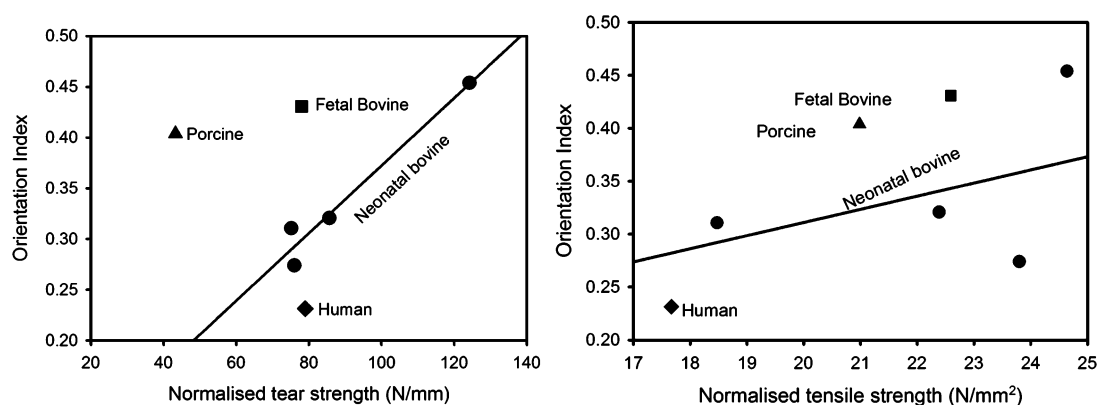 0.50
0.45
0.40
0.35
0.30
0.25
0.20
Orientation Index
Fetal Bovine
Porcine
Neonatal bovine
Human
20
40
60
80
100
120
140
Normalised tear strength (N/mm)
0.50
0.45
0.40
0.35
0.30
0.25
0.20
Orientation Index
Fetal Bovine
Porcine
Neonatal bovine
Human
17
18
19
20
21
22
23
24
25
Normalised tensile strength (N/mm²)